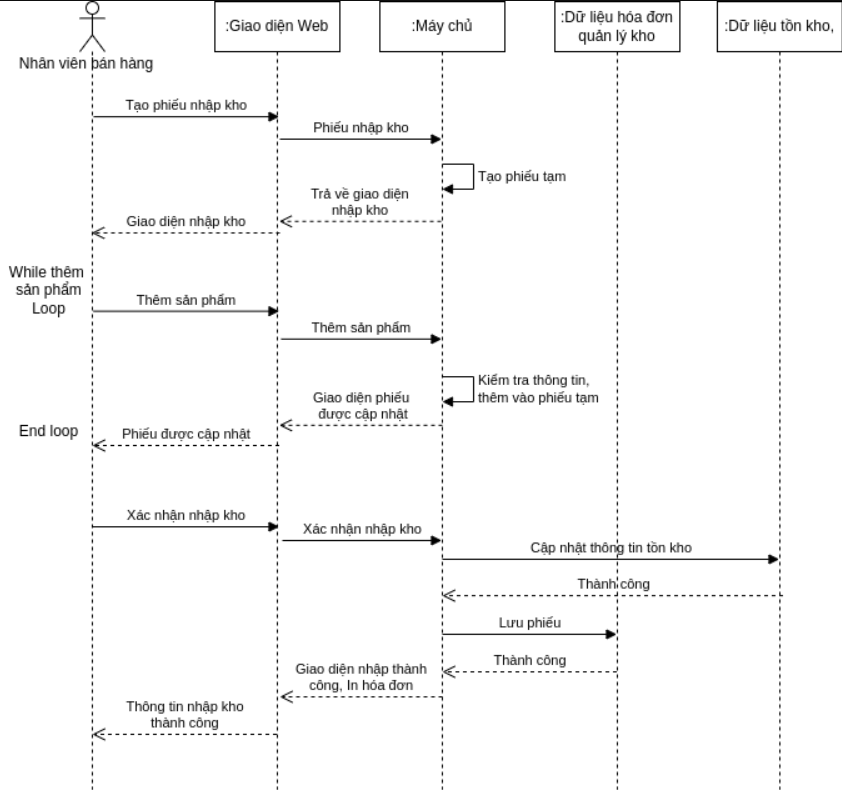 :Giao diện Web
:Máy chủ
:Dữ liệu hóa đơn
quản lý kho
:Dữ liệu tồn kho,
Nhân viên bán hàng
Tạo phiếu nhập kho
Phiếu nhập kho
Tạo phiếu tạm
Trả về giao diện
nhập kho
Giao diện nhập kho
While thêm
sản phẩm
Loop
Thêm sản phẩm
Thêm sản phẩm
Kiểm tra thông tin,
thêm vào phiếu tạm
Giao diện phiếu
được cập nhật
End loop
Phiếu được cập nhật
Xác nhận nhập kho
Xác nhận nhập kho
Cập nhật thông tin tồn kho
Thành công
Lưu phiếu
Thành công
Giao diện nhập thành
công, In hóa đơn
Thông tin nhập kho
thành công